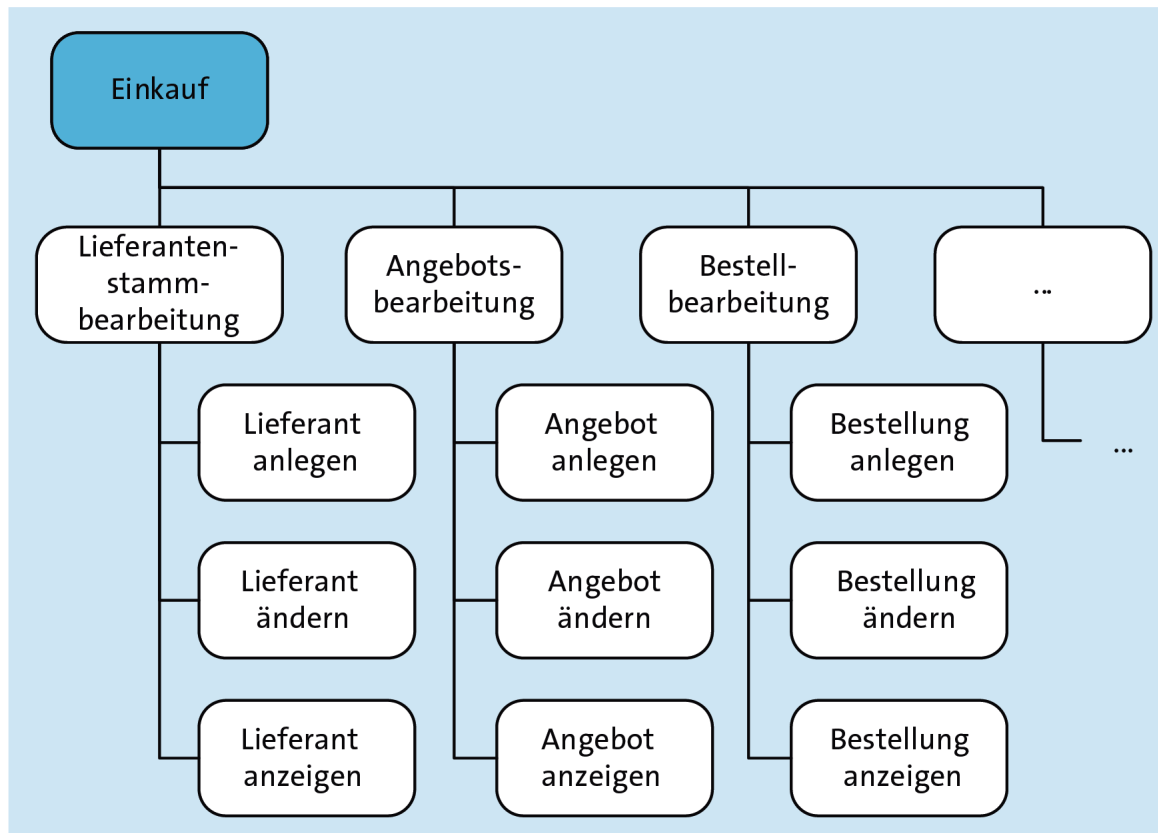 Einkauf
Lieferanten-
stamm-
bearbeitung
Angebots-
bearbeitung
Bestell-
bearbeitung
...
Lieferant
anlegen
Angebot
anlegen
Bestellung
anlegen
...
Lieferant
ändern
Angebot
ändern
Bestellung
ändern
Lieferant
anzeigen
Angebot
anzeigen
Bestellung
anzeigen